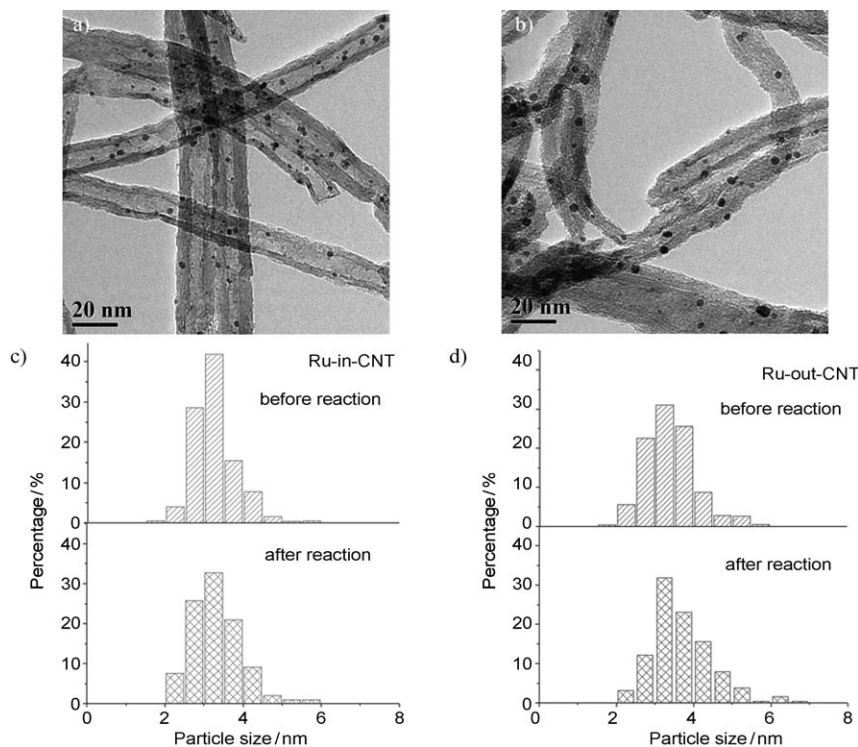 a)
20 nm
b)
20 nm
c)
Ru-in-CNT
before reaction
40
30
20
10
0
after reaction
40
30
20
10
0
0 2 4 6 8
Percentage / %
Particle size / nm
d)
Ru-out-CNT
before reaction
40
30
20
10
0
after reaction
40
30
20
10
0
0 2 4 6 8
Percentage / %
Particle size / nm